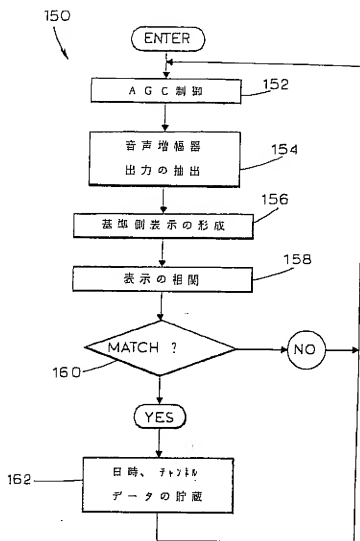 150
ENTER
AGC制御
152
音声増幅器
出力の抽出
154
156
基準側表示の形成
158
表示の相関
MATCH ?
160
NO
YES
162
日時、チャンネル
データの貯蔵